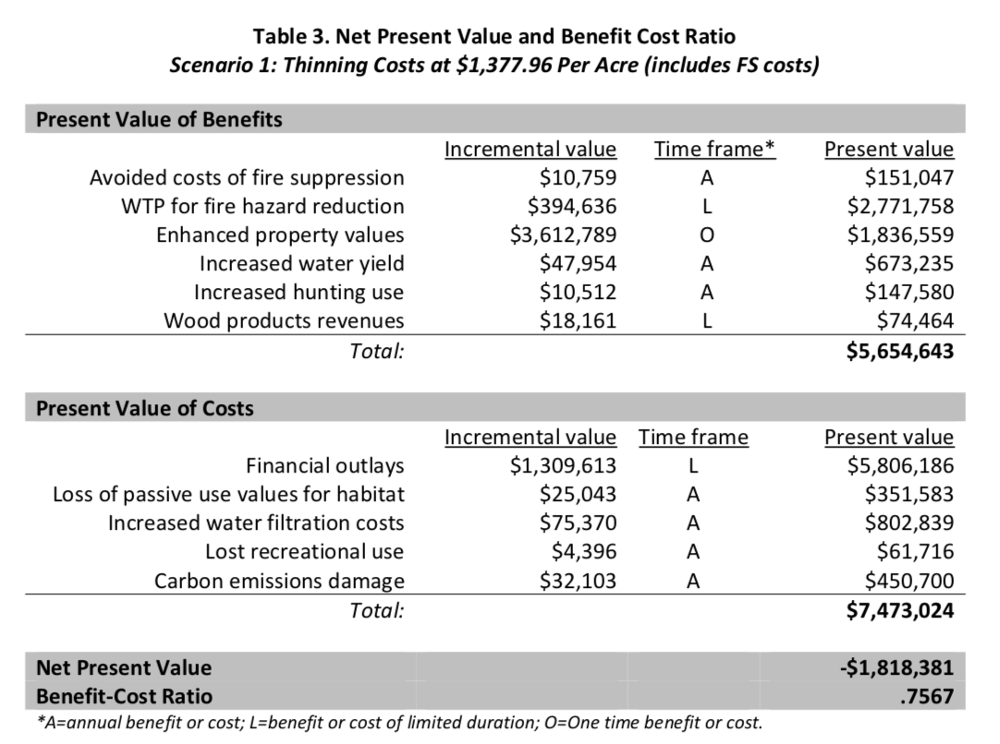 Table 3. Net Present Value and Benefit Cost Ratio
Scenario 1: Thinning Costs at $1,377.96 Per Acre (includes FS costs)
Present Value of Benefits
Incremental value Time frame* Present value
Avoided costs of fire suppression $10,759 A $151,047
WTP for fire hazard reduction $394,636 L $2,771,758
Enhanced property values $3,612,789 O $1,836,559
Increased water yield $47,954 A $673,235
Increased hunting use $10,512 A $147,580
Wood products revenues $18,161 L $74,464
Total: $5,654,643
Present Value of Costs
Incremental value Time frame Present value
Financial outlays $1,309,613 L $5,806,186
Loss of passive use values for habitat $25,043 A $351,583
Increased water filtration costs $75,370 A $802,839
Lost recreational use $4,396 A $61,716
Carbon emissions damage $32,103 A $450,700
Total: $7,473,024
Net Present Value -$1,818,381
Benefit-Cost Ratio .7567
*A=annual benefit or cost; L=benefit or cost of limited duration; O=One time benefit or cost.